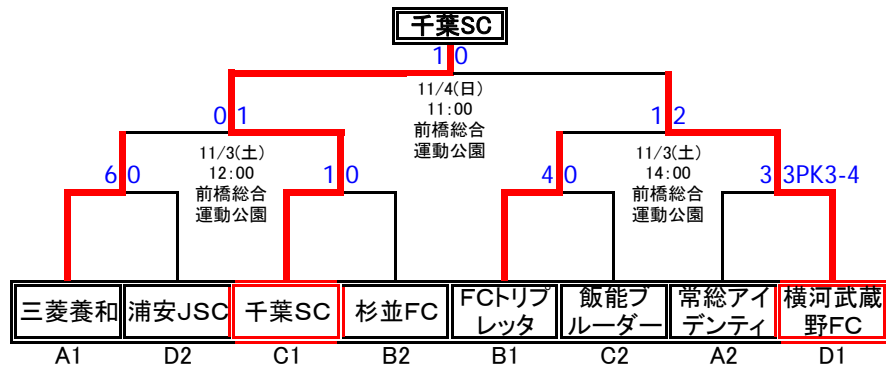 千葉SC
1 0
11/4(日)
11:00
前橋総合
運動公園
0 1
1 2
11/3(土)
12:00
前橋総合
運動公園
11/3(土)
14:00
前橋総合
運動公園
6 0
1 0
4 0
3 3PK3-4
三菱養和
浦安JSC
千葉SC
杉並FC
FCトリプ
レッタ
飯能ブ
ルーダー
常総アイ
デンティ
横河武蔵
野FC
A1 D2 C1 B2 B1 C2 A2 D1